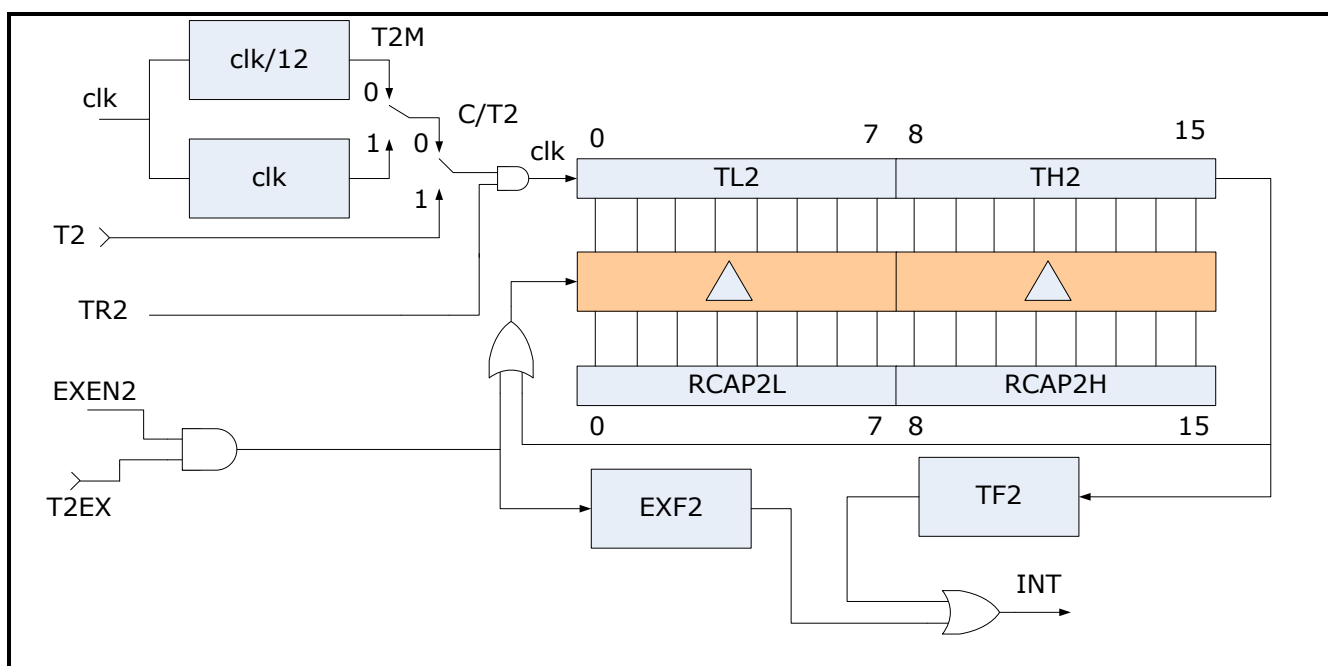 T2M
clk/12
clk
0
C/T2
1
0
clk
1
clk
0
7
8
15
TL2
TH2
T2
TR2
RCAP2L
RCAP2H
0
7
8
15
EXEN2
T2EX
EXF2
TF2
INT